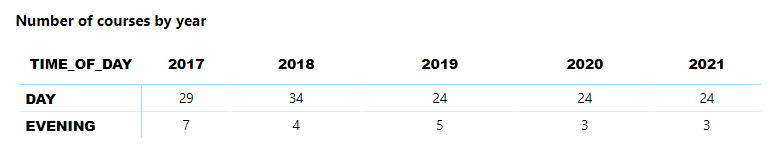 Number of courses by year
TIME_OF_DAY 2017 2018 2019 2020 2021
DAY 29 34 24 24 24
EVENING 7 4 5 3 3